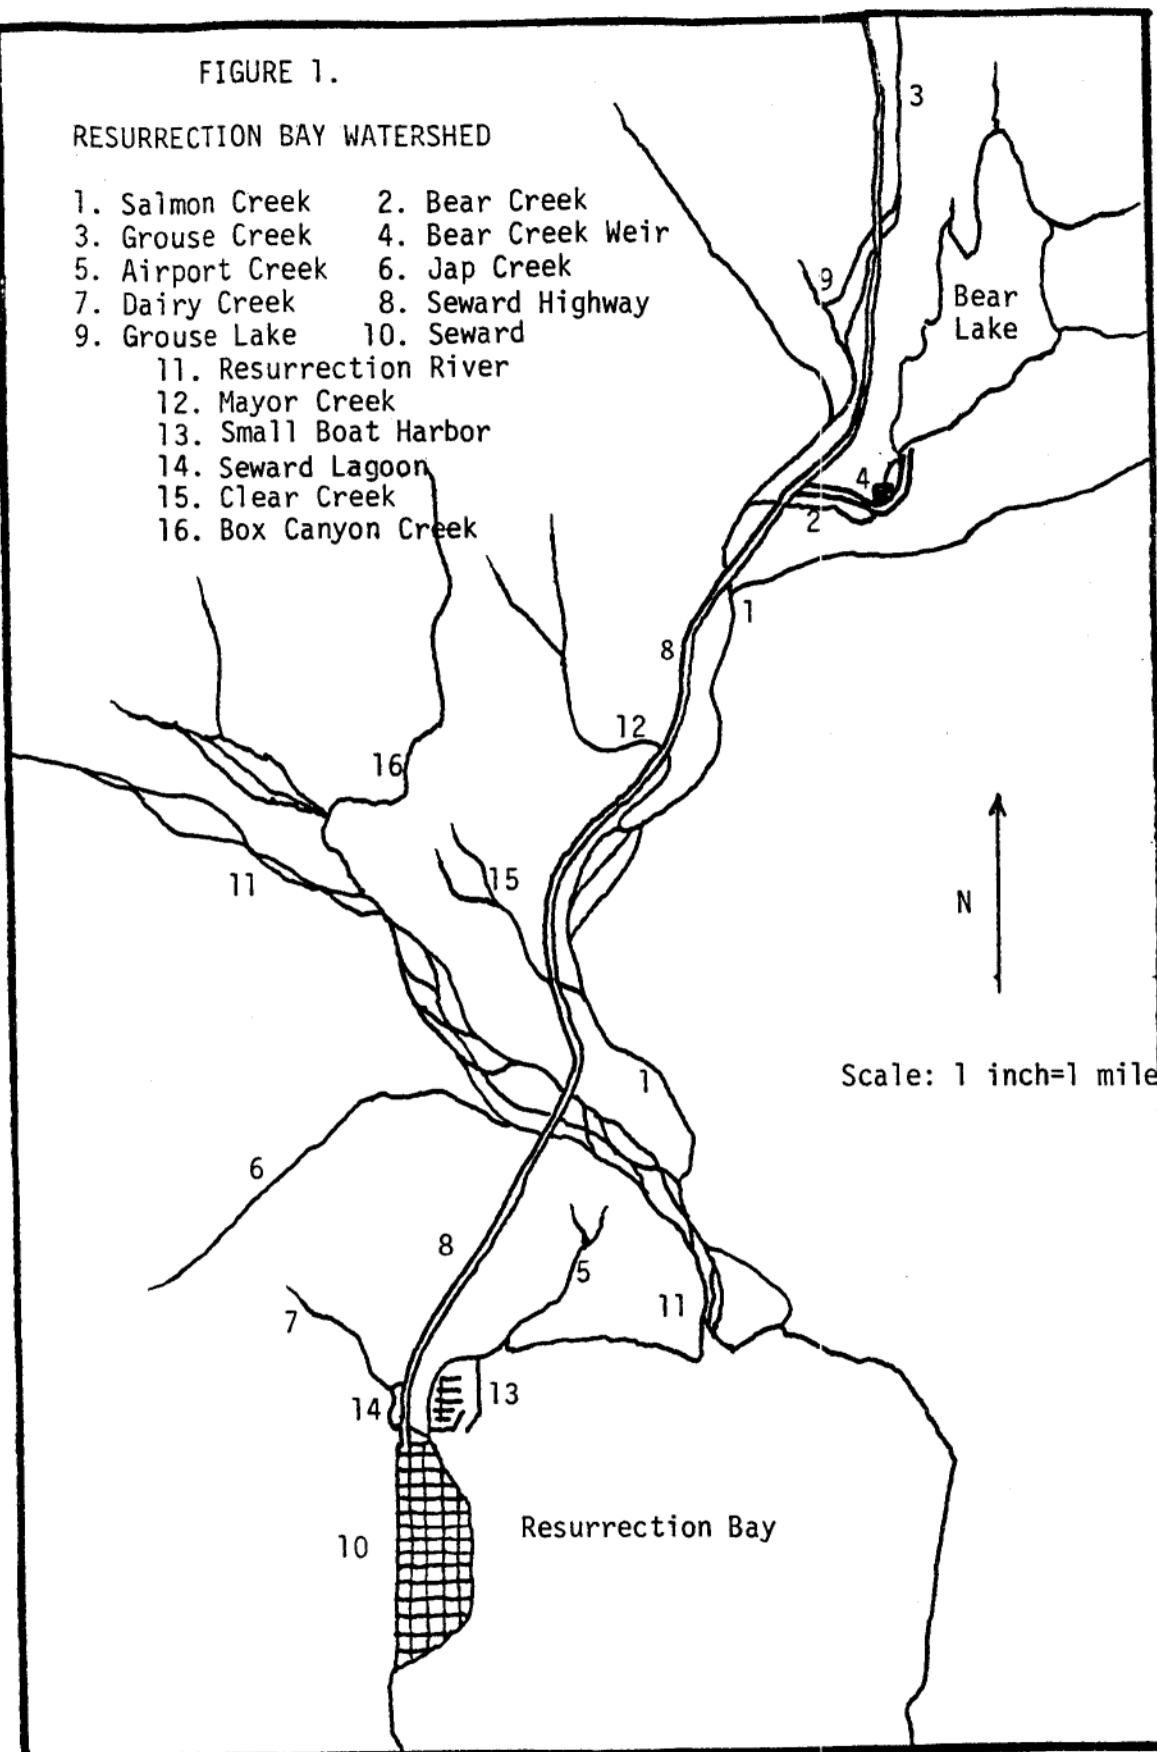 FIGURE 1.
RESURRECTION BAY WATERSHED
1. Salmon Creek 2. Bear Creek
3. Grouse Creek 4. Bear Creek Weir
5. Airport Creek 6. Jap Creek
7. Dairy Creek 8. Seward Highway
9. Grouse Lake 10. Seward
11. Resurrection River
12. Mayor Creek
13. Small Boat Harbor
14. Seward Lagoon
15. Clear Creek
16. Box Canyon Creek
3
9
Bear
Lake
4
2
1
8
12
16
15
11
N
Scale: 1 inch=1 mile
1
6
8
5
11
7
13
14
Resurrection Bay
10